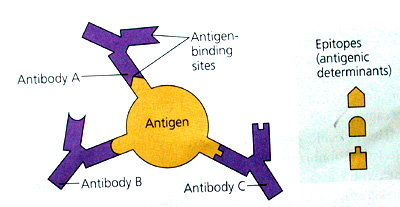 Antigen-
binding
sites
Antibody A
Antigen
Antibody B
Antibody C
Epitopes
(antigenic
determinants)